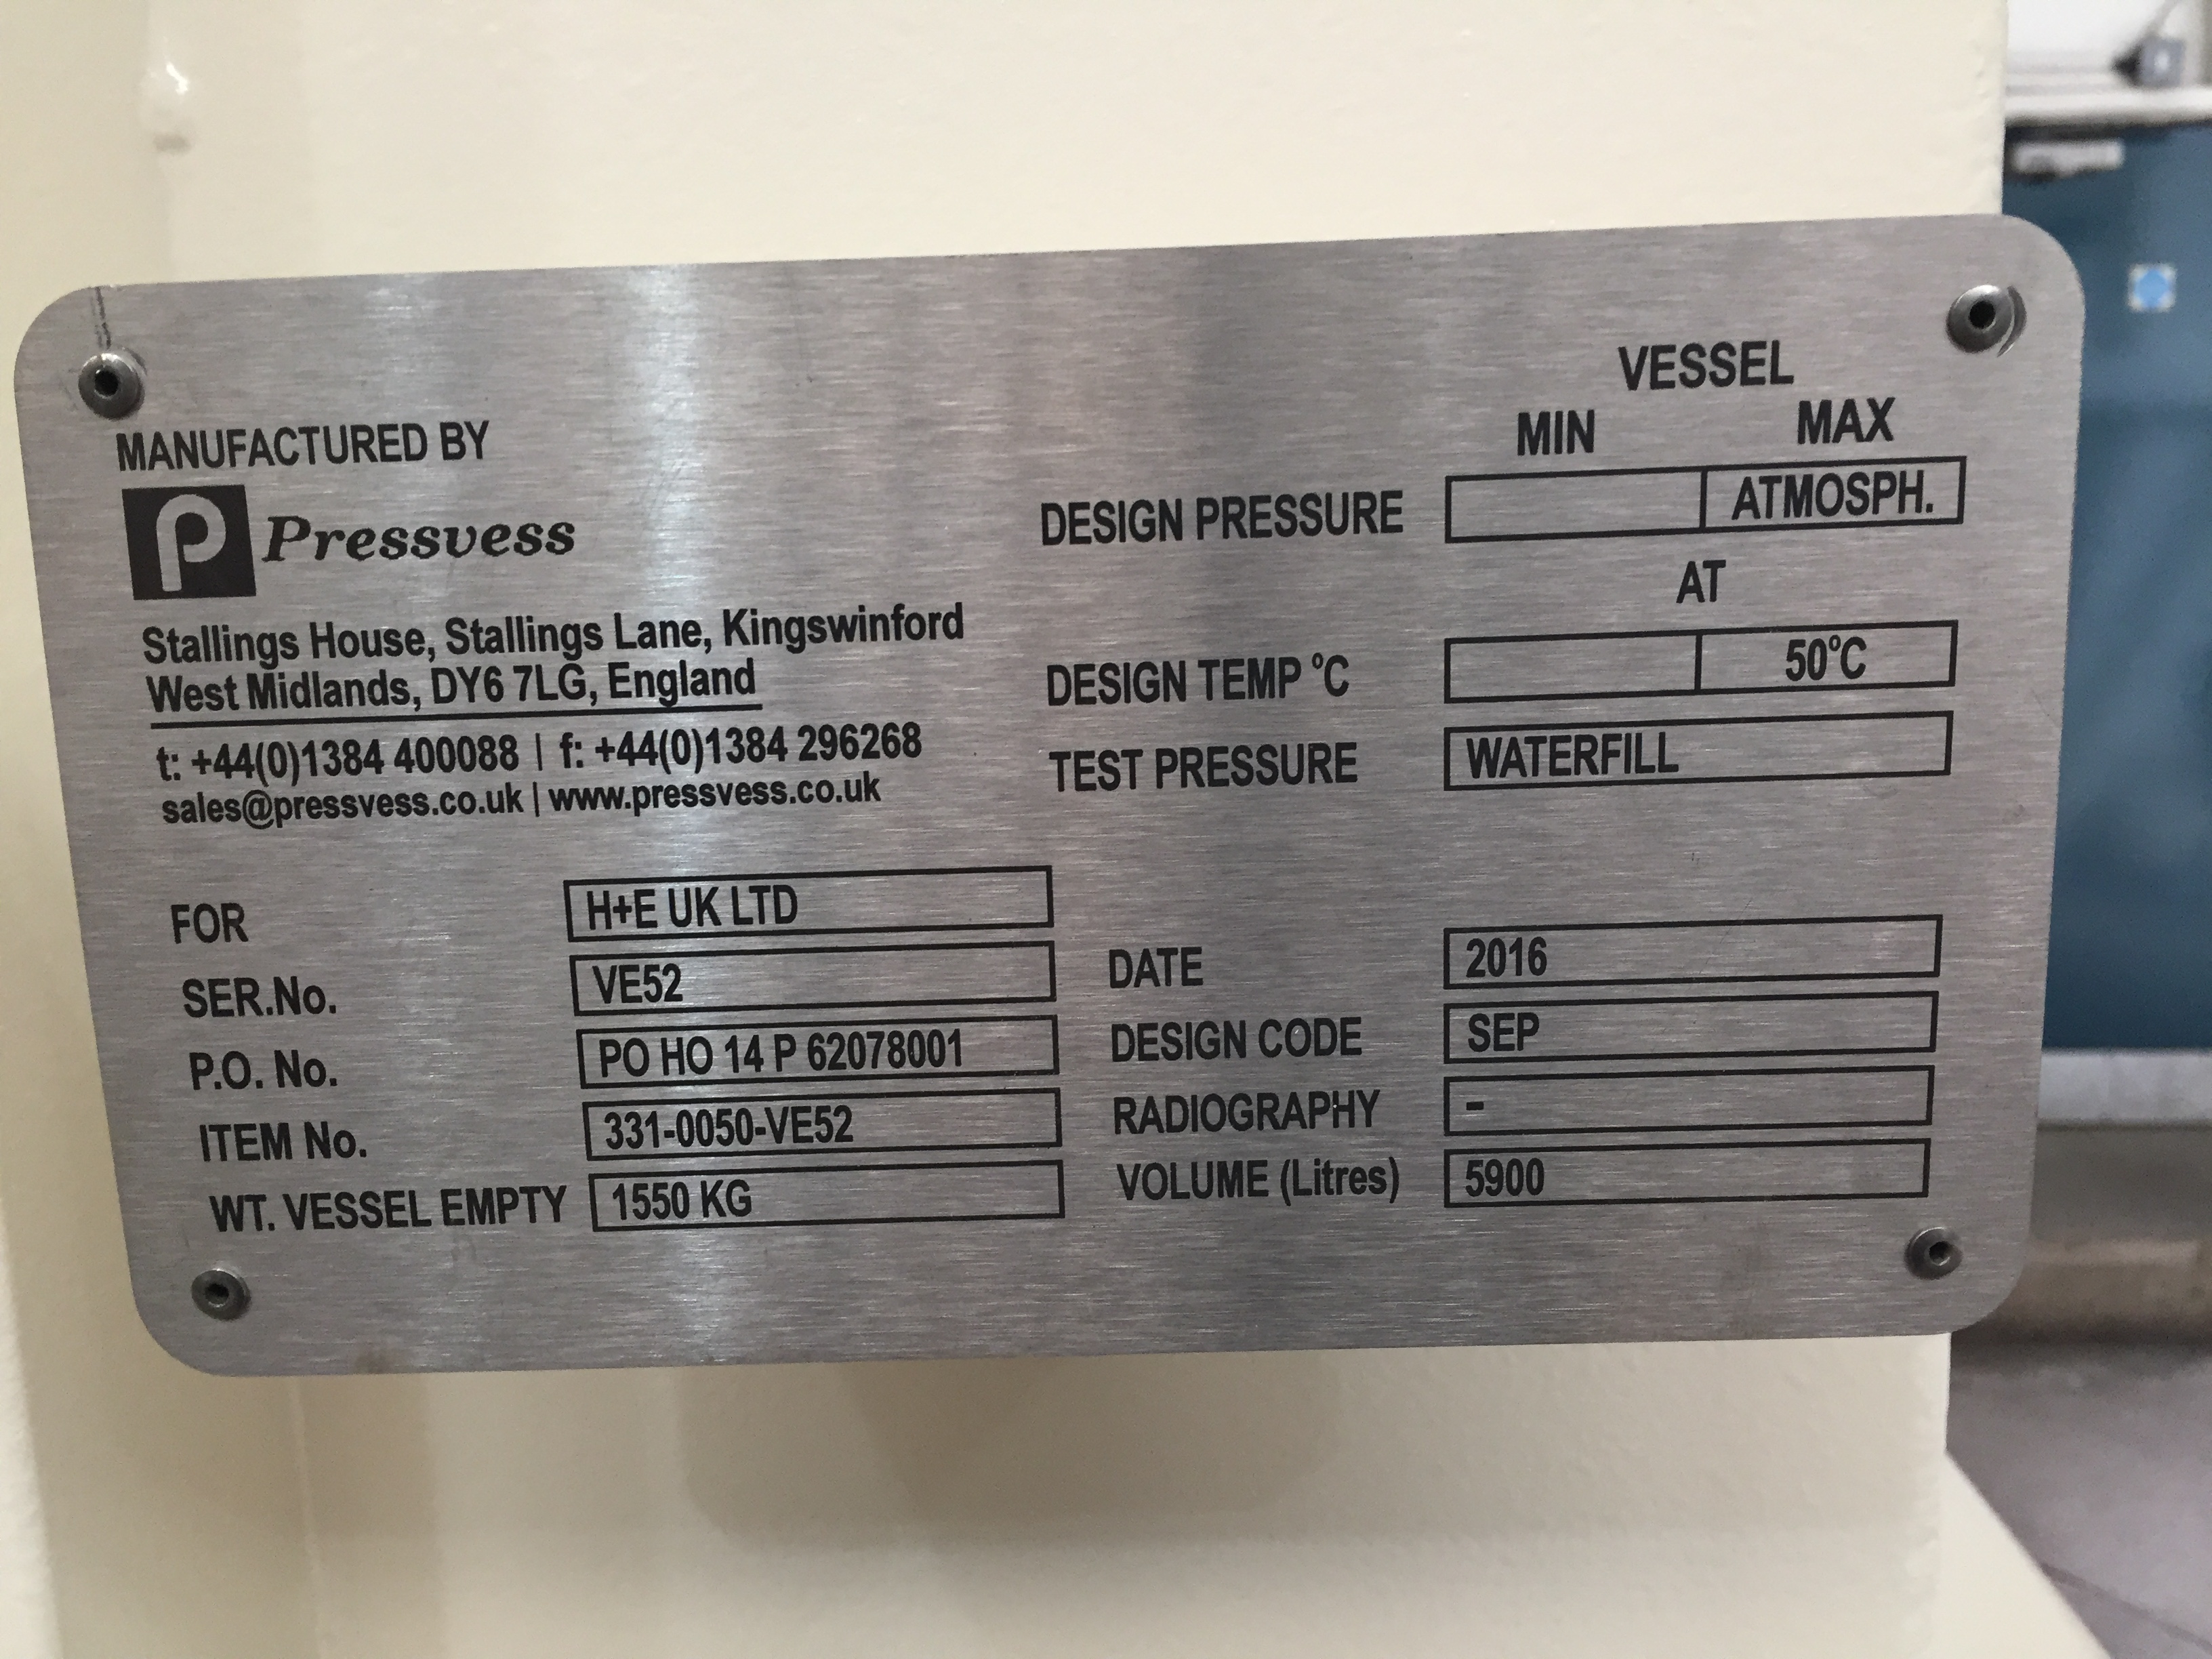 MANUFACTURED BY
P Pressvess
Stallings House, Stallings Lane, Kingswinford
West Midlands, DY6 7LG, England
t: +44(0)1384 400088 | f: +44(0)1384 296268
sales@pressvess.co.uk | www.pressvess.co.uk
VESSEL
MIN MAX
DESIGN PRESSURE ATMOSPH.
AT
DESIGN TEMP °C 50°C
TEST PRESSURE WATERFILL
FOR H+E UK LTD
SER.No. VE52
P.O. No. PO HO 14 P 62078001
ITEM No. 331-0050-VE52
WT. VESSEL EMPTY 1550 KG
DATE 2016
DESIGN CODE SEP
RADIOGRAPHY -
VOLUME (Litres) 5900